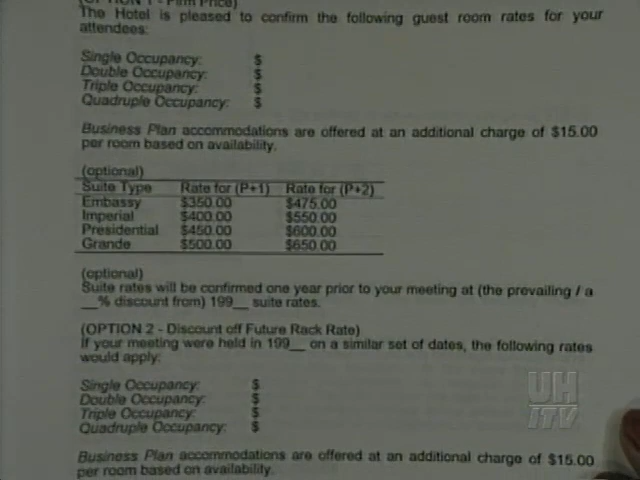 (OPTION 1 - Firm Price)
The Hotel is pleased to confirm the following guest room rates for your
attendees:
Single Occupancy: $
Double Occupancy: $
Triple Occupancy: $
Quadruple Occupancy: $
Business Plan accommodations are offered at an additional charge of $15.00
per room based on availability.
(optional)
Suite Type Rate for (P+1) Rate for (P+2)
Embassy $350.00 $475.00
Imperial $400.00 $550.00
Presidential $450.00 $600.00
Grande $500.00 $650.00
(optional)
Suite rates will be confirmed one year prior to your meeting at (the prevailing / a
__% discount from) 199__ suite rates.
(OPTION 2 - Discount off Future Rack Rate)
If your meeting were held in 199__ on a similar set of dates, the following rates
would apply:
Single Occupancy: $
Double Occupancy: $
Triple Occupancy: $
Quadruple Occupancy: $
Business Plan accommodations are offered at an additional charge of $15.00
per room based on availability.
UH
ITV